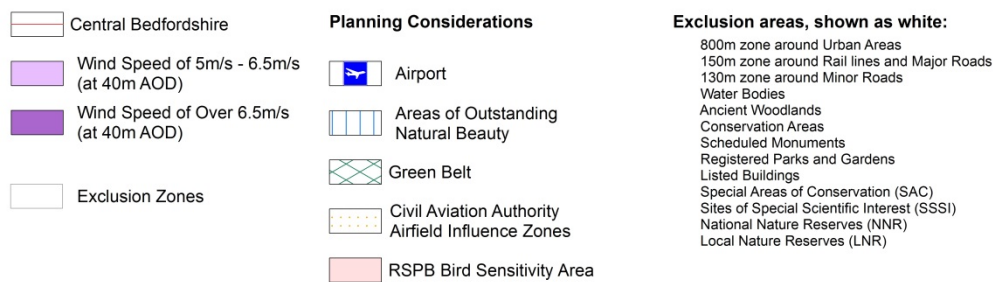 Central Bedfordshire
Wind Speed of 5m/s - 6.5m/s
(at 40m AOD)
Wind Speed of Over 6.5m/s
(at 40m AOD)
Exclusion Zones
Planning Considerations
Airport
Areas of Outstanding
Natural Beauty
Green Belt
Civil Aviation Authority
Airfield Influence Zones
RSPB Bird Sensitivity Area
Exclusion areas, shown as white:
800m zone around Urban Areas
150m zone around Rail lines and Major Roads
130m zone around Minor Roads
Water Bodies
Ancient Woodlands
Conservation Areas
Scheduled Monuments
Registered Parks and Gardens
Listed Buildings
Special Areas of Conservation (SAC)
Sites of Special Scientific Interest (SSSI)
National Nature Reserves (NNR)
Local Nature Reserves (LNR)